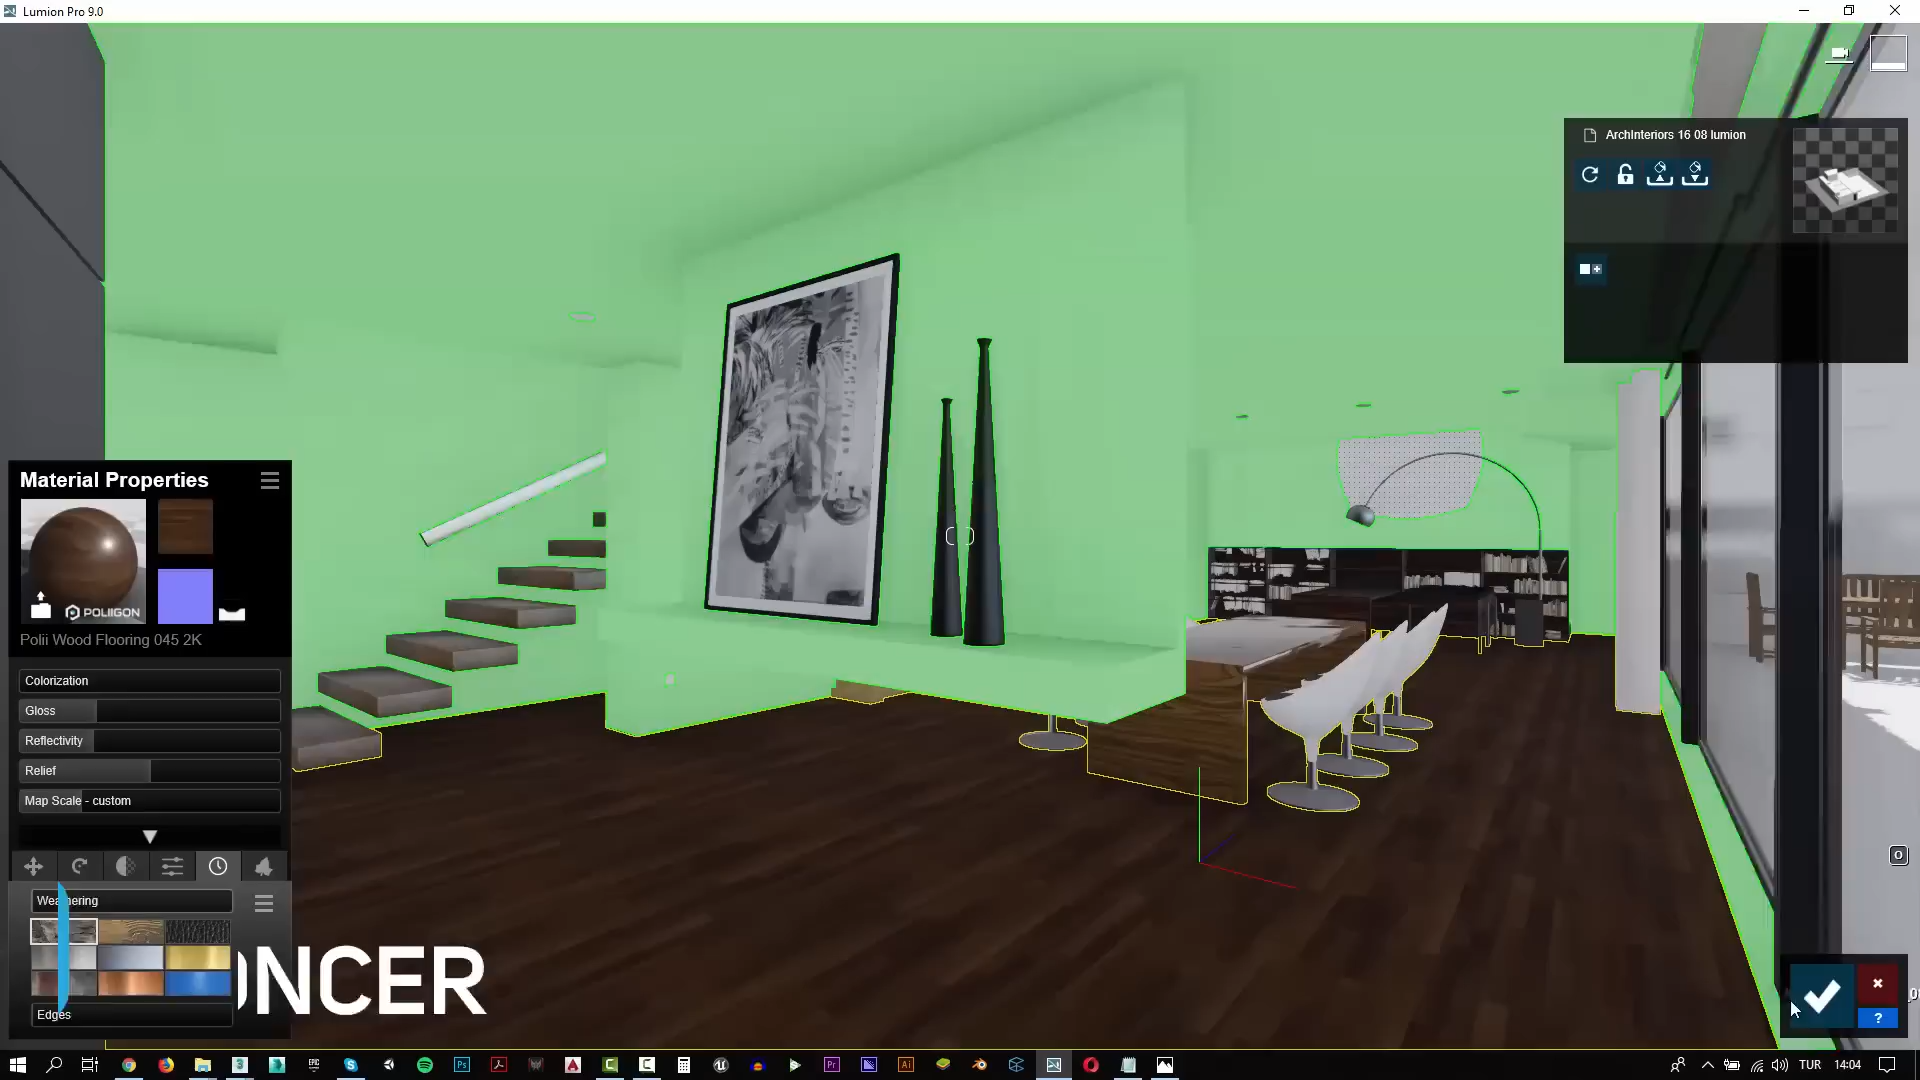 Lumion Pro 9.0
ArchInteriors 16 08 lumion
Material Properties
POLIIGON
Polii Wood Flooring 045 2K
Colorization
Gloss
Reflectivity
Relief
Map Scale - custom
Weathering
Edges
NCER
O
?
TUR
14:04